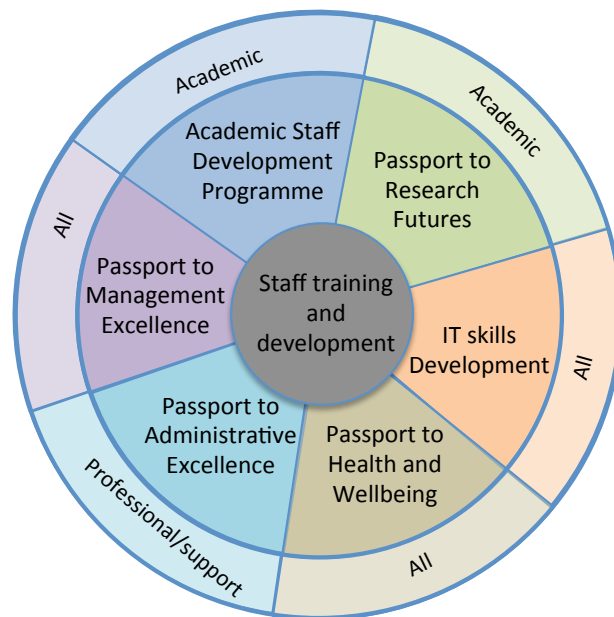 Academic
Academic Staff
Development
Programme
Academic
Passport to
Research
Futures
All
IT skills
Development
All
Passport to
Health and
Wellbeing
Professional/support
Passport to
Administrative
Excellence
All
Passport to
Management
Excellence
Staff training
and
development